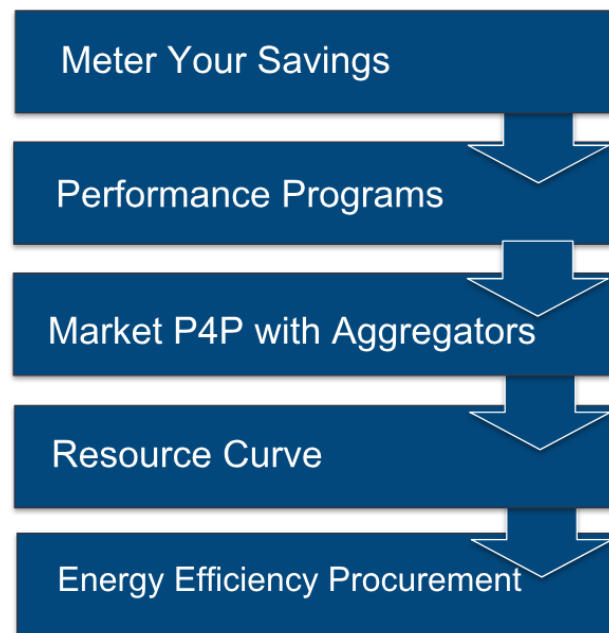 Meter Your Savings
Performance Programs
Market P4P with Aggregators
Resource Curve
Energy Efficiency Procurement